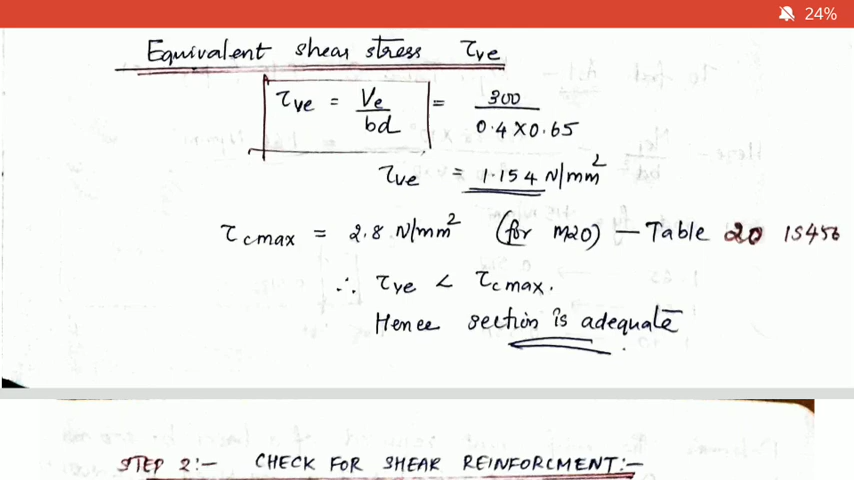 24%
Equivalent shear stress τve
τve = Ve/bd = 300/0.4×0.65
τve = 1.154 N/mm²
τcmax = 2.8 N/mm² (for M20) — Table 20 IS456
∴ τve < τcmax.
Hence section is adequate.
STEP 2:- CHECK FOR SHEAR REINFORCMENT:-